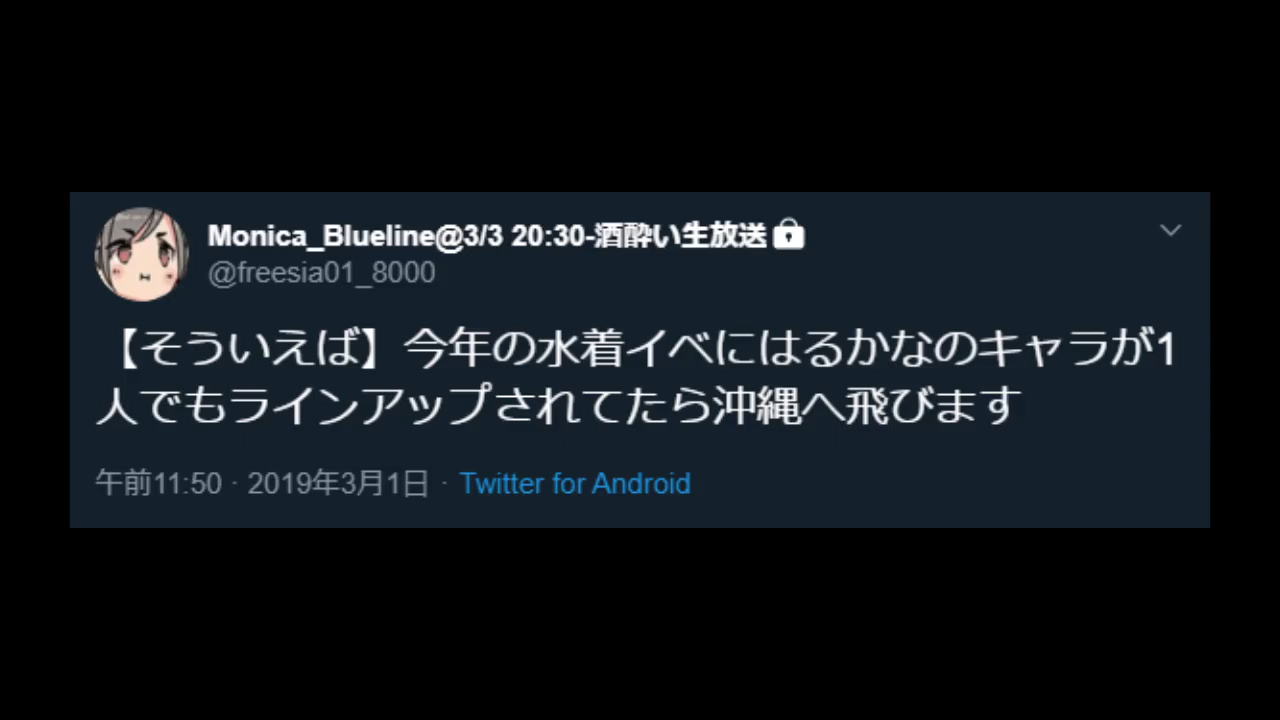 Monica_Blueline@3/3 20:30-酒酔い生放送
@freesia01_8000
【そういえば】今年の水着イベにはるかなのキャラが1
人でもラインアップされてたら沖縄へ飛びます
午前11:50 · 2019年3月1日 · Twitter for Android